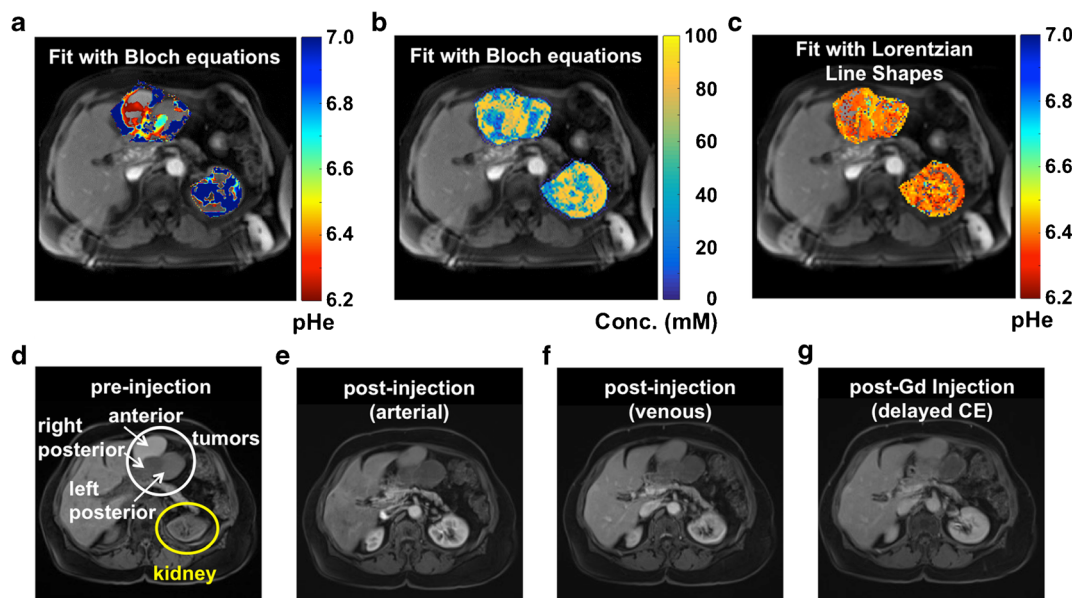 a
Fit with Bloch equations
7.0
6.8
6.6
6.4
6.2
pHe
b
Fit with Bloch equations
100
80
60
40
20
0
Conc. (mM)
c
Fit with Lorentzian
Line Shapes
7.0
6.8
6.6
6.4
6.2
pHe
d
pre-injection
anterior
right
posterior
tumors
left
posterior
kidney
e
post-injection
(arterial)
f
post-injection
(venous)
g
post-Gd Injection
(delayed CE)